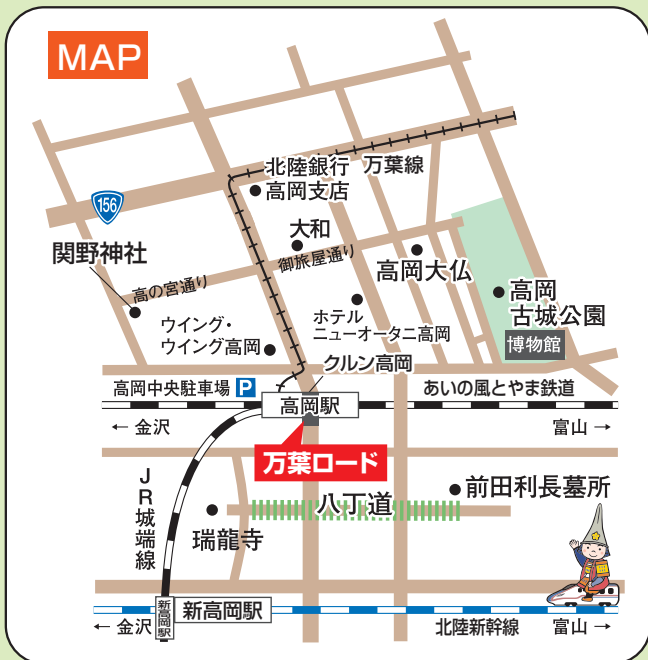 MAP
北陸銀行
高岡支店
万葉線
156
大和
関野神社
御旅屋通り
高岡大仏
高の宮通り
高岡
古城公園
ウイング・
ウイング高岡
ホテル
ニューオータニ高岡
博物館
クルン高岡
高岡中央駐車場 P
あいの風とやま鉄道
高岡駅
← 金沢
富山 →
万葉ロード
JR城端線
前田利長墓所
八丁道
瑞龍寺
新高岡駅
新高岡駅
← 金沢
北陸新幹線
富山 →